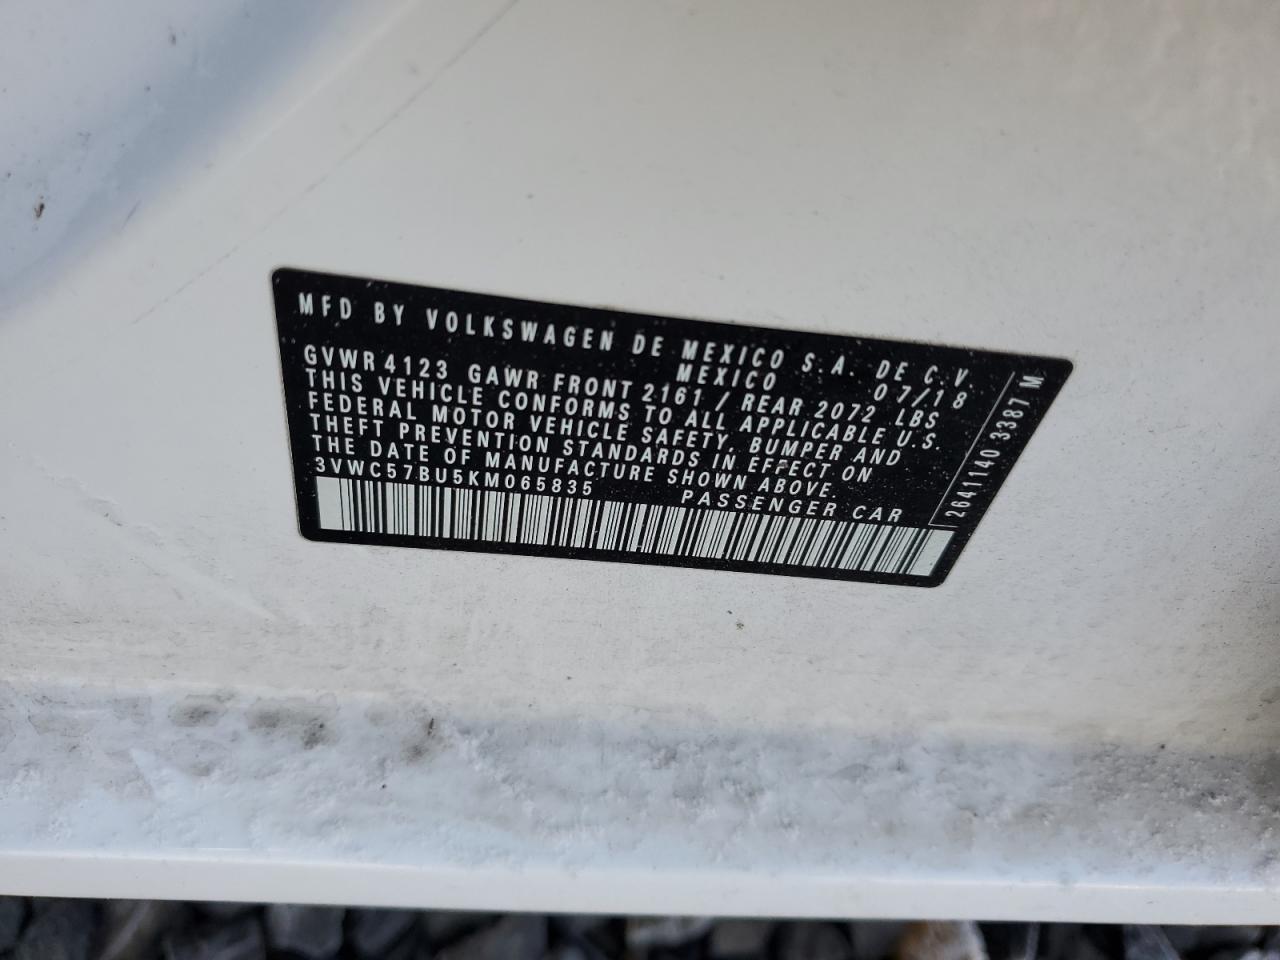 MFD BY VOLKSWAGEN DE MEXICO S.A. DE C.V.
MEXICO 07/18
GVWR 4123 GAWR FRONT 2161 / REAR 2072 LBS
THIS VEHICLE CONFORMS TO ALL APPLICABLE U.S.
FEDERAL MOTOR VEHICLE SAFETY, BUMPER AND
THEFT PREVENTION STANDARDS IN EFFECT ON
THE DATE OF MANUFACTURE SHOWN ABOVE.
3VWC57BU5KM065835 PASSENGER CAR
2641140 3387 M